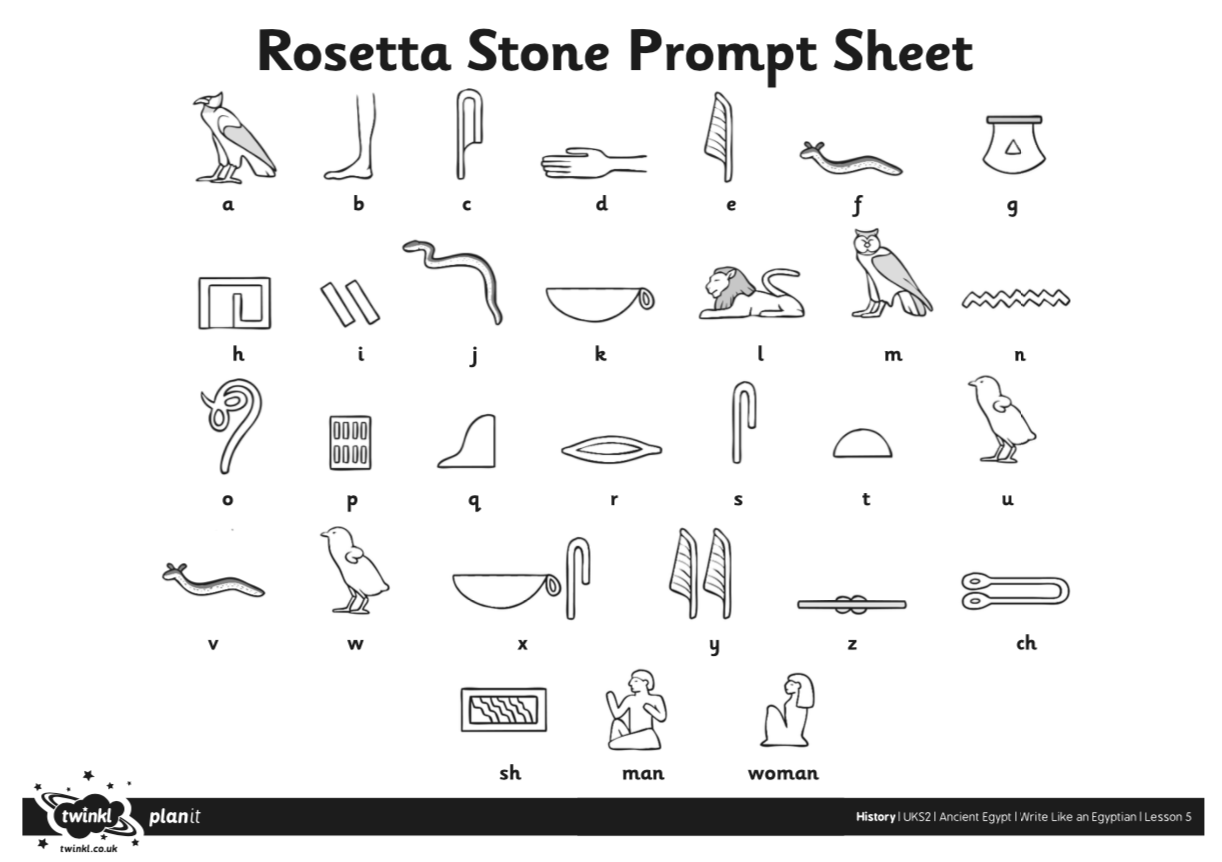 Rosetta Stone Prompt Sheet
a b c d e f g
h i j k l m n
o p q r s t u
v w x y z ch
sh man woman
twinkl planit
twinkl.co.uk
History | UKS2 | Ancient Egypt | Write Like an Egyptian | Lesson 5